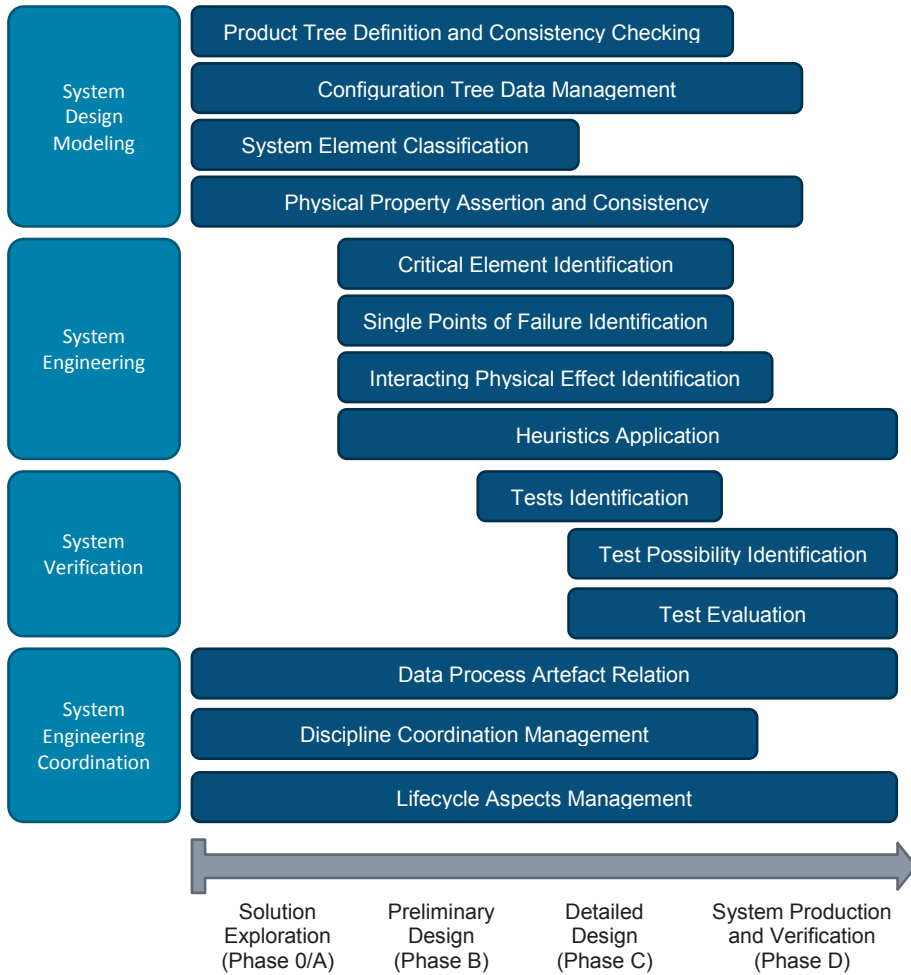 System
Design
Modeling
Product Tree Definition and Consistency Checking
Configuration Tree Data Management
System Element Classification
Physical Property Assertion and Consistency
System
Engineering
Critical Element Identification
Single Points of Failure Identification
Interacting Physical Effect Identification
Heuristics Application
System
Verification
Tests Identification
Test Possibility Identification
Test Evaluation
System
Engineering
Coordination
Data Process Artefact Relation
Discipline Coordination Management
Lifecycle Aspects Management
Solution
Exploration
(Phase 0/A)
Preliminary
Design
(Phase B)
Detailed
Design
(Phase C)
System Production
and Verification
(Phase D)